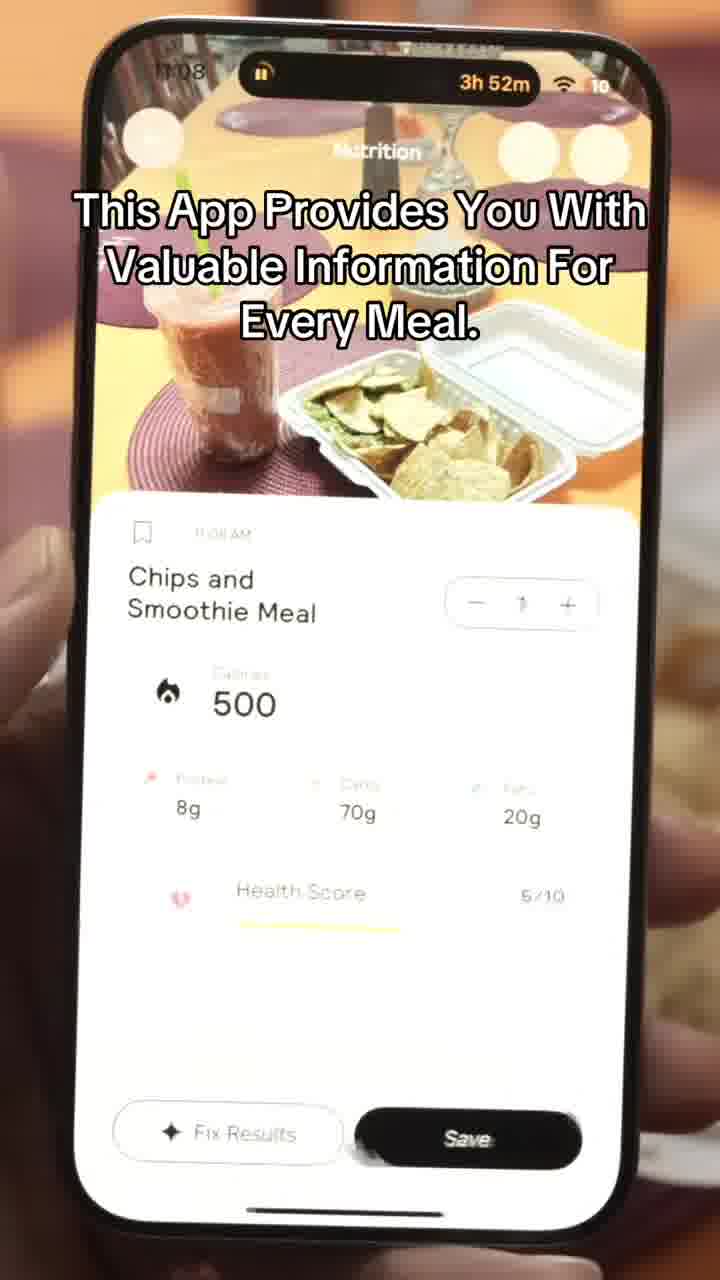 11:08
3h 52m
10
Nutrition
This App Provides You With
Valuable Information For
Every Meal.
11:08 AM
Chips and
Smoothie Meal
1
Calories
500
Protein
Carbs
Fats
8g
70g
20g
Health Score
5/10
Fix Results
Save